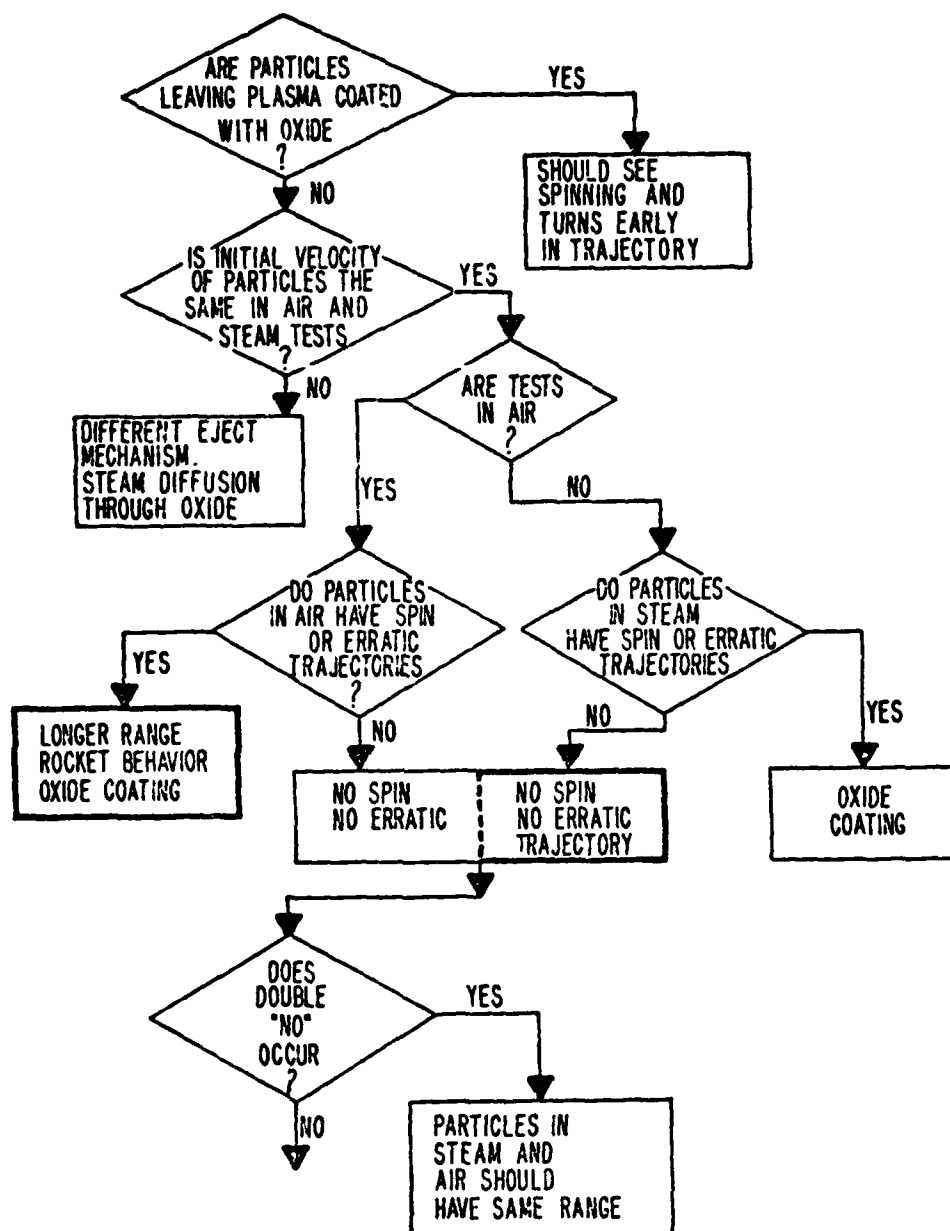 ARE PARTICLES
LEAVING PLASMA COATED
WITH OXIDE
?
YES
SHOULD SEE
SPINNING AND
TURNS EARLY
IN TRAJECTORY
NO
IS INITIAL VELOCITY
OF PARTICLES THE
SAME IN AIR AND
STEAM TESTS
?
YES
NO
DIFFERENT EJECT
MECHANISM.
STEAM DIFFUSION
THROUGH OXIDE
ARE TESTS
IN AIR
?
YES
NO
DO PARTICLES
IN AIR HAVE SPIN
OR ERRATIC
TRAJECTORIES
?
YES
LONGER RANGE
ROCKET BEHAVIOR
OXIDE COATING
NO
DO PARTICLES
IN STEAM
HAVE SPIN OR ERRATIC
TRAJECTORIES
NO
YES
NO SPIN
NO ERRATIC
NO SPIN
NO ERRATIC
TRAJECTORY
OXIDE
COATING
DOES
DOUBLE
"NO"
OCCUR
?
YES
NO
PARTICLES IN
STEAM AND
AIR SHOULD
HAVE SAME RANGE